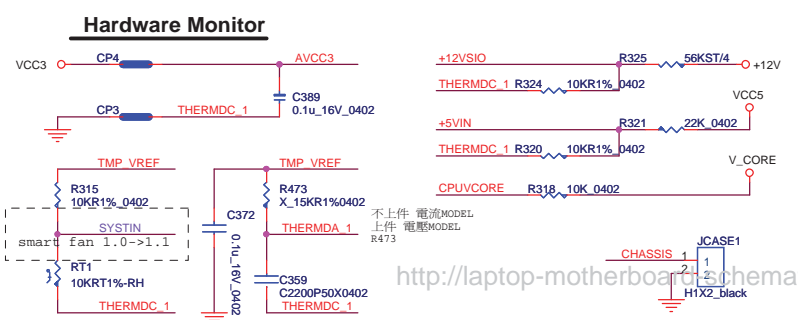 Hardware Monitor
VCC3
CP4
AVCC3
C389
0.1u_16V_0402
CP3
THERMDC_1
TMP_VREF
R315
10KR1%_0402
SYSTIN
smart fan 1.0->1.1
RT1
10KRT1%-RH
THERMDC_1
TMP_VREF
R473
X_15KR1%0402
C372
0.1u_16V_0402
THERMDA_1
C359
C2200P50X0402
THERMDC_1
不上件 電流MODEL
上件 電壓MODEL
R473
+12VSIO
R325
56KST/4
+12V
THERMDC_1
R324
10KR1%_0402
VCC5
+5VIN
R321
22K_0402
THERMDC_1
R320
10KR1%_0402
V_CORE
CPUVCORE
R318
10K_0402
CHASSIS
JCASE1
1
1
2
2
H1X2_black
http://laptop-motherboard-schema